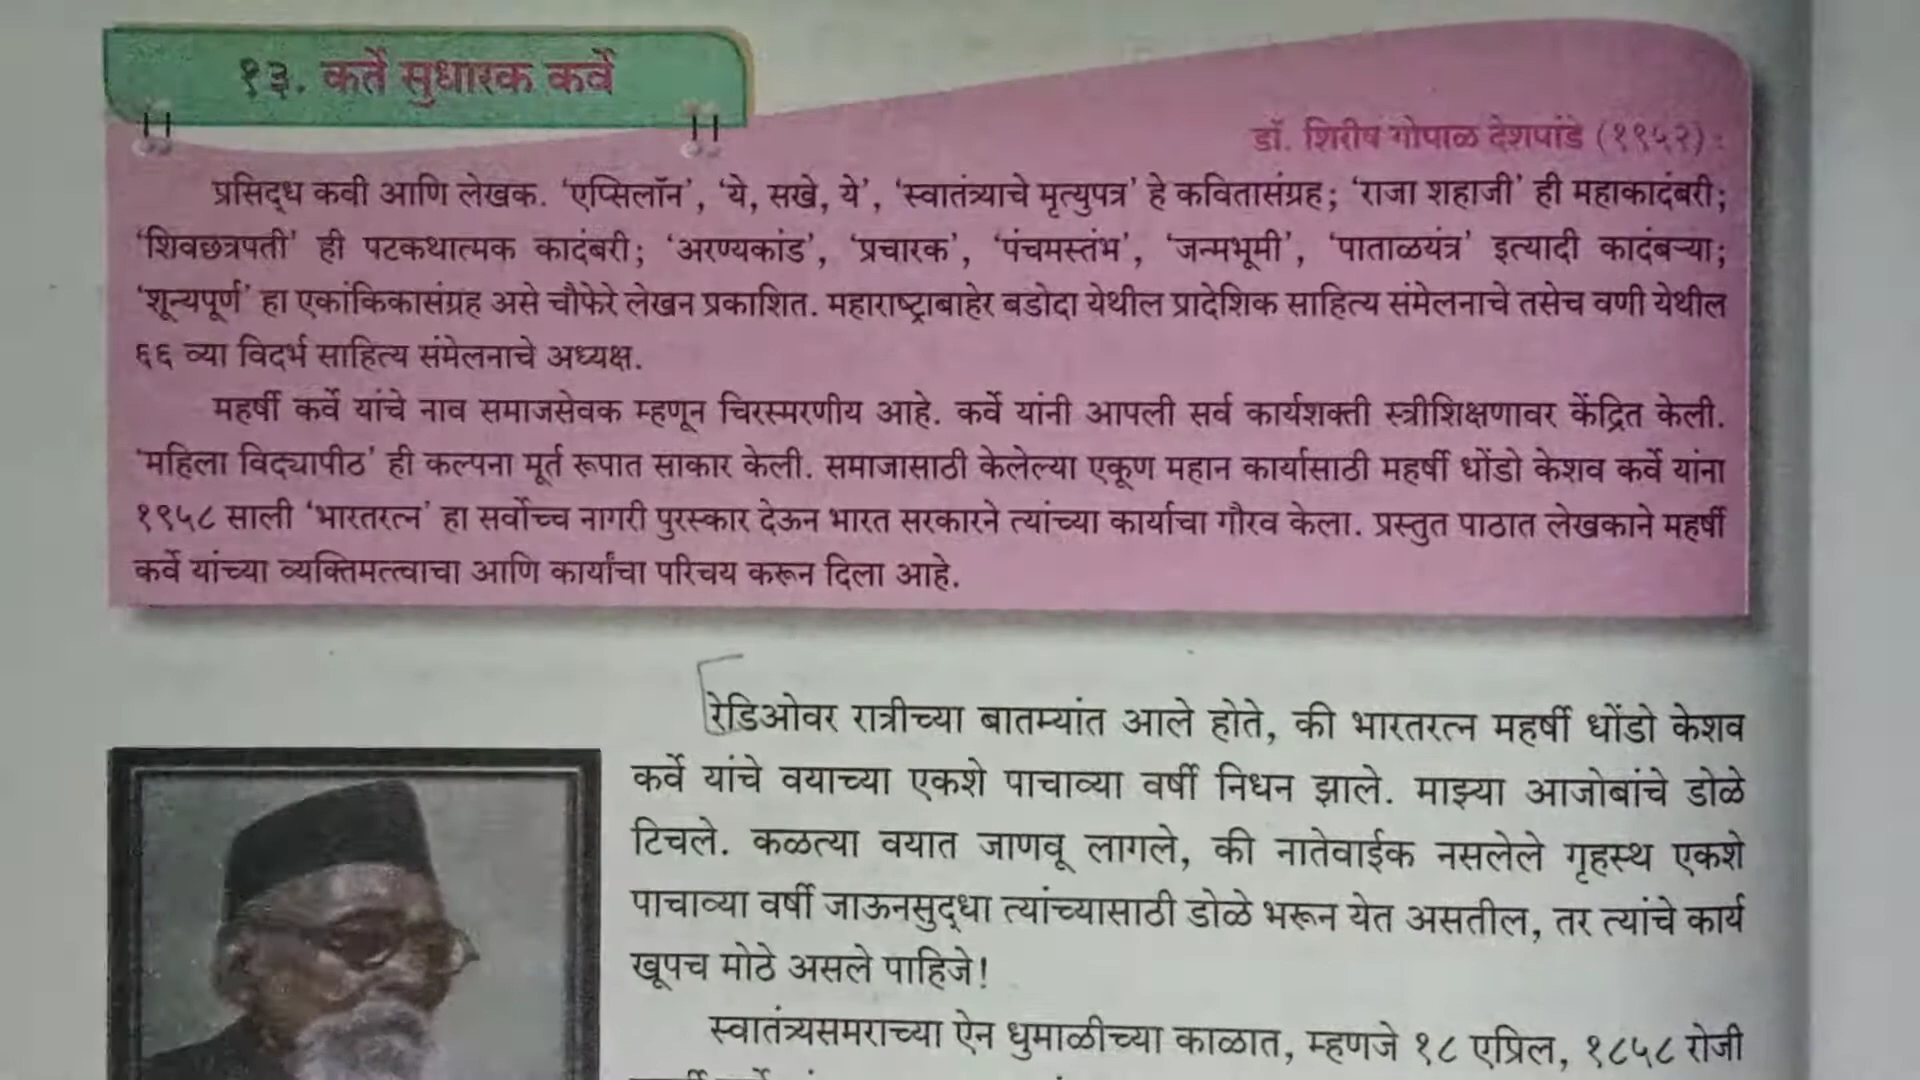 १३. कर्ते सुधारक कर्वे
डॉ. शिरीष गोपाळ देशपांडे (१९५२) :
प्रसिद्ध कवी आणि लेखक. ‘एप्सिलॉन’, ‘ये, सखे, ये’, ‘स्वातंत्र्याचे मृत्युपत्र’ हे कवितासंग्रह; ‘राजा शहाजी’ ही महाकादंबरी;
‘शिवछत्रपती’ ही पटकथात्मक कादंबरी; ‘अरण्यकांड’, ‘प्रचारक’, ‘पंचमस्तंभ’, ‘जन्मभूमी’, ‘पाताळयंत्र’ इत्यादी कादंबऱ्या;
‘शून्यपूर्ण’ हा एकांकिकासंग्रह असे चौफेरे लेखन प्रकाशित. महाराष्ट्राबाहेर बडोदा येथील प्रादेशिक साहित्य संमेलनाचे तसेच वणी येथील
६६ व्या विदर्भ साहित्य संमेलनाचे अध्यक्ष.
महर्षी कर्वे यांचे नाव समाजसेवक म्हणून चिरस्मरणीय आहे. कर्वे यांनी आपली सर्व कार्यशक्ती स्त्रीशिक्षणावर केंद्रित केली.
‘महिला विद्यापीठ’ ही कल्पना मूर्त रूपात साकार केली. समाजासाठी केलेल्या एकूण महान कार्यासाठी महर्षी धोंडो केशव कर्वे यांना
१९५८ साली ‘भारतरत्न’ हा सर्वोच्च नागरी पुरस्कार देऊन भारत सरकारने त्यांच्या कार्याचा गौरव केला. प्रस्तुत पाठात लेखकाने महर्षी
कर्वे यांच्या व्यक्तिमत्त्वाचा आणि कार्याचा परिचय करून दिला आहे.
रेडिओवर रात्रीच्या बातम्यांत आले होते, की भारतरत्न महर्षी धोंडो केशव
कर्वे यांचे वयाच्या एकशे पाचाव्या वर्षी निधन झाले. माझ्या आजोबांचे डोळे
टिचले. कळत्या वयात जाणवू लागले, की नातेवाईक नसलेले गृहस्थ एकशे
पाचाव्या वर्षी जाऊनसुद्धा त्यांच्यासाठी डोळे भरून येत असतील, तर त्यांचे कार्य
खूपच मोठे असले पाहिजे!
स्वातंत्र्यसमराच्या ऐन धुमाळीच्या काळात, म्हणजे १८ एप्रिल, १८५८ रोजी